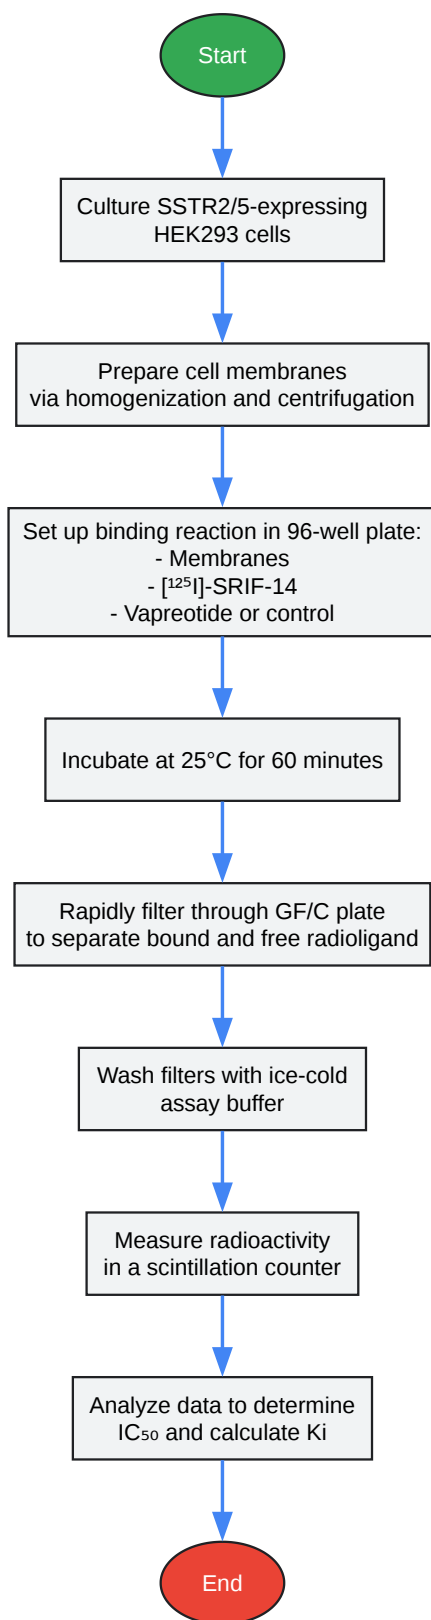 Start
Culture SSTR2/5-expressing
HEK293 cells
Prepare cell membranes
via homogenization and centrifugation
Set up binding reaction in 96-well plate:
- Membranes
- [¹²⁵I]-SRIF-14
- Vapreotide or control
Incubate at 25°C for 60 minutes
Rapidly filter through GF/C plate
to separate bound and free radioligand
Wash filters with ice-cold
assay buffer
Measure radioactivity
in a scintillation counter
Analyze data to determine
IC₅₀ and calculate Ki
End